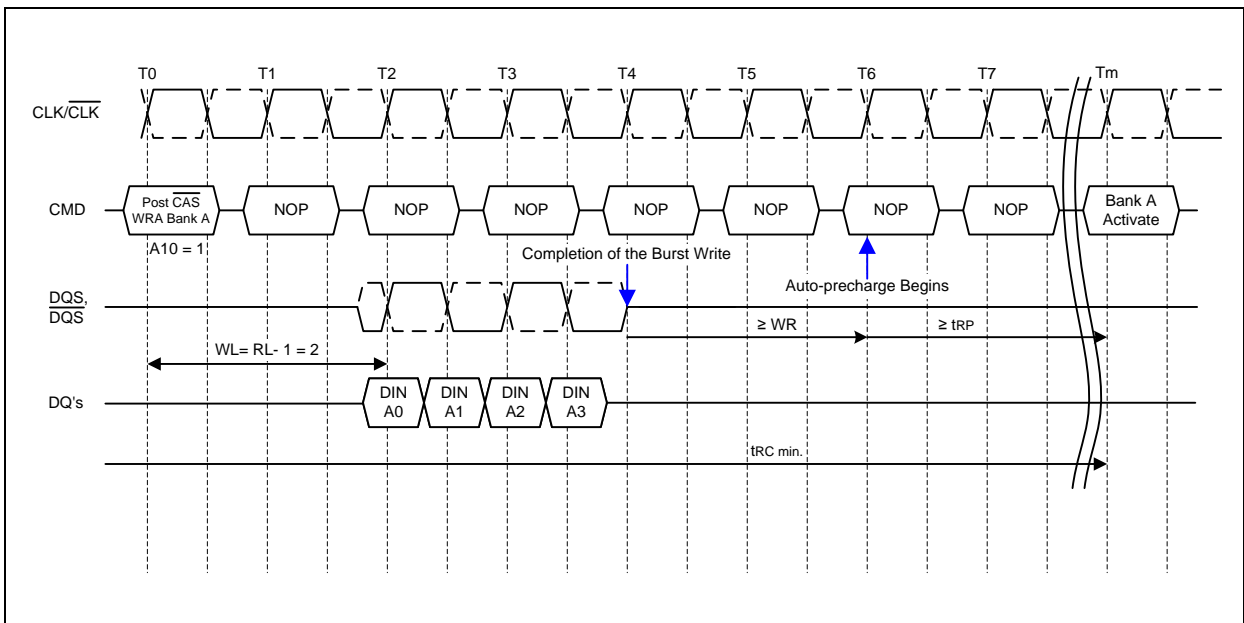 T0 T1 T2 T3 T4 T5 T6 T7 Tm
CLK/CLK
CMD
Post CAS
WRA Bank A
NOP NOP NOP NOP NOP NOP NOP
Bank A
Activate
A10 = 1
Completion of the Burst Write
Auto-precharge Begins
DQS,
DQS
≥ WR
≥ tRP
WL= RL- 1 = 2
DQ's
DIN
A0
DIN
A1
DIN
A2
DIN
A3
tRC min.